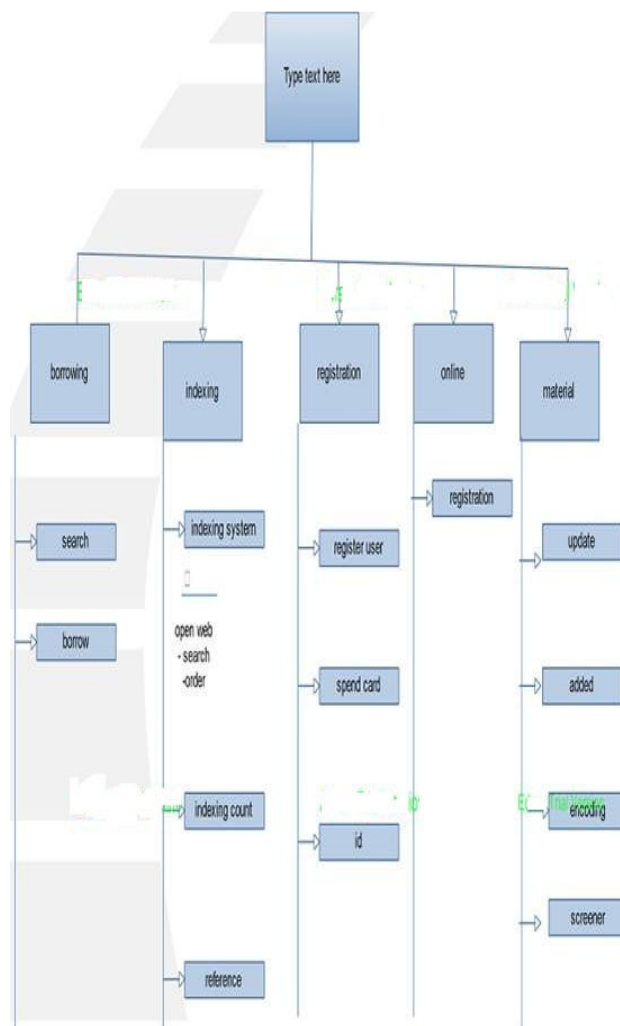 Type text here
borrowing
indexing
registration
online
material
search
borrow
indexing system
open web
- search
-order
indexing count
reference
register user
spend card
id
registration
update
added
encoding
screener